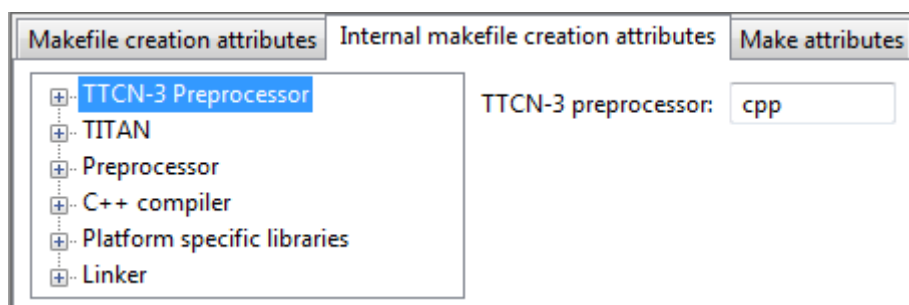 Makefile creation attributes Internal makefile creation attributes Make attributes
TTCN-3 Preprocessor
TITAN
Preprocessor
C++ compiler
Platform specific libraries
Linker
TTCN-3 preprocessor: cpp